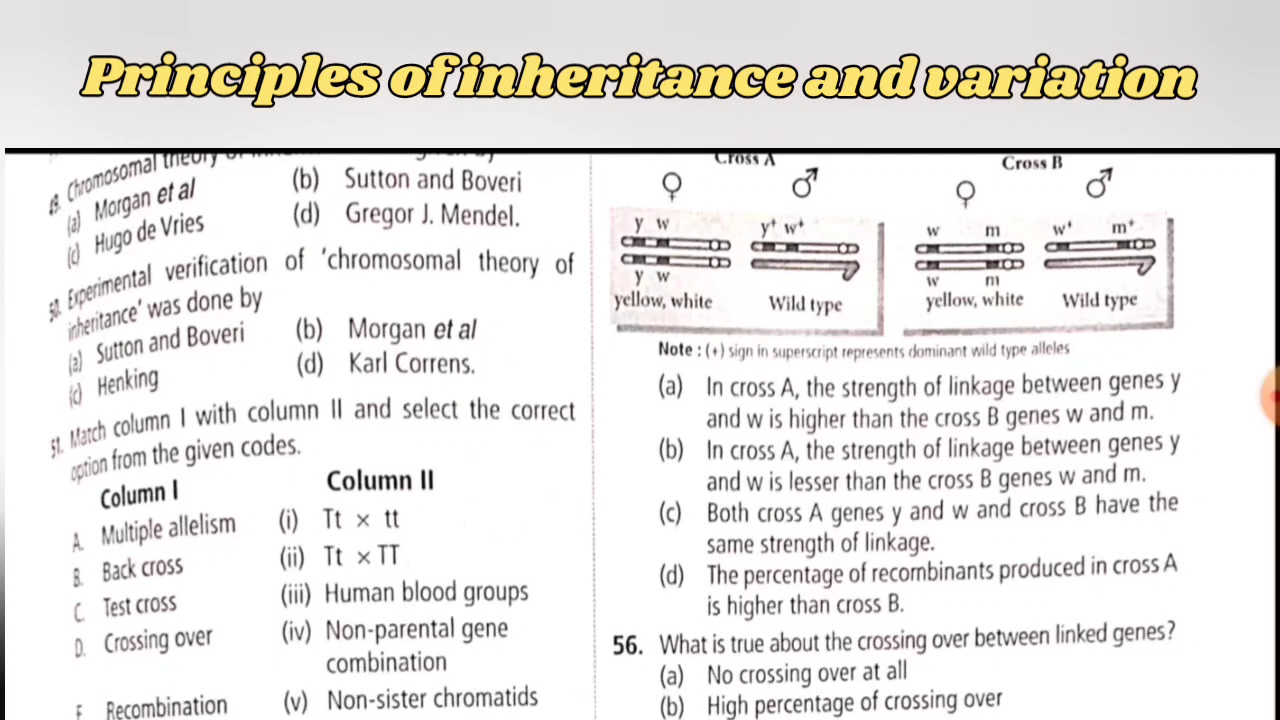 Principles of inheritance and variation
49. Chromosomal theory of
(a) Morgan et al (b) Sutton and Boveri
(c) Hugo de Vries (d) Gregor J. Mendel.
50. Experimental verification of 'chromosomal theory of
inheritance' was done by
(a) Sutton and Boveri (b) Morgan et al
(c) Henking (d) Karl Correns.
51. Match column I with column II and select the correct
option from the given codes.
Column I Column II
A. Multiple allelism (i) Tt × tt
B. Back cross (ii) Tt × TT
C. Test cross (iii) Human blood groups
D. Crossing over (iv) Non-parental gene
combination
E. Recombination (v) Non-sister chromatids
Cross A Cross B
♀ ♂ ♀ ♂
y w y⁺ w⁺ w m w⁺ m⁺
y w w m
yellow, white Wild type yellow, white Wild type
Note : (+) sign in superscript represents dominant wild type alleles
(a) In cross A, the strength of linkage between genes y
and w is higher than the cross B genes w and m.
(b) In cross A, the strength of linkage between genes y
and w is lesser than the cross B genes w and m.
(c) Both cross A genes y and w and cross B have the
same strength of linkage.
(d) The percentage of recombinants produced in cross A
is higher than cross B.
56. What is true about the crossing over between linked genes?
(a) No crossing over at all
(b) High percentage of crossing over